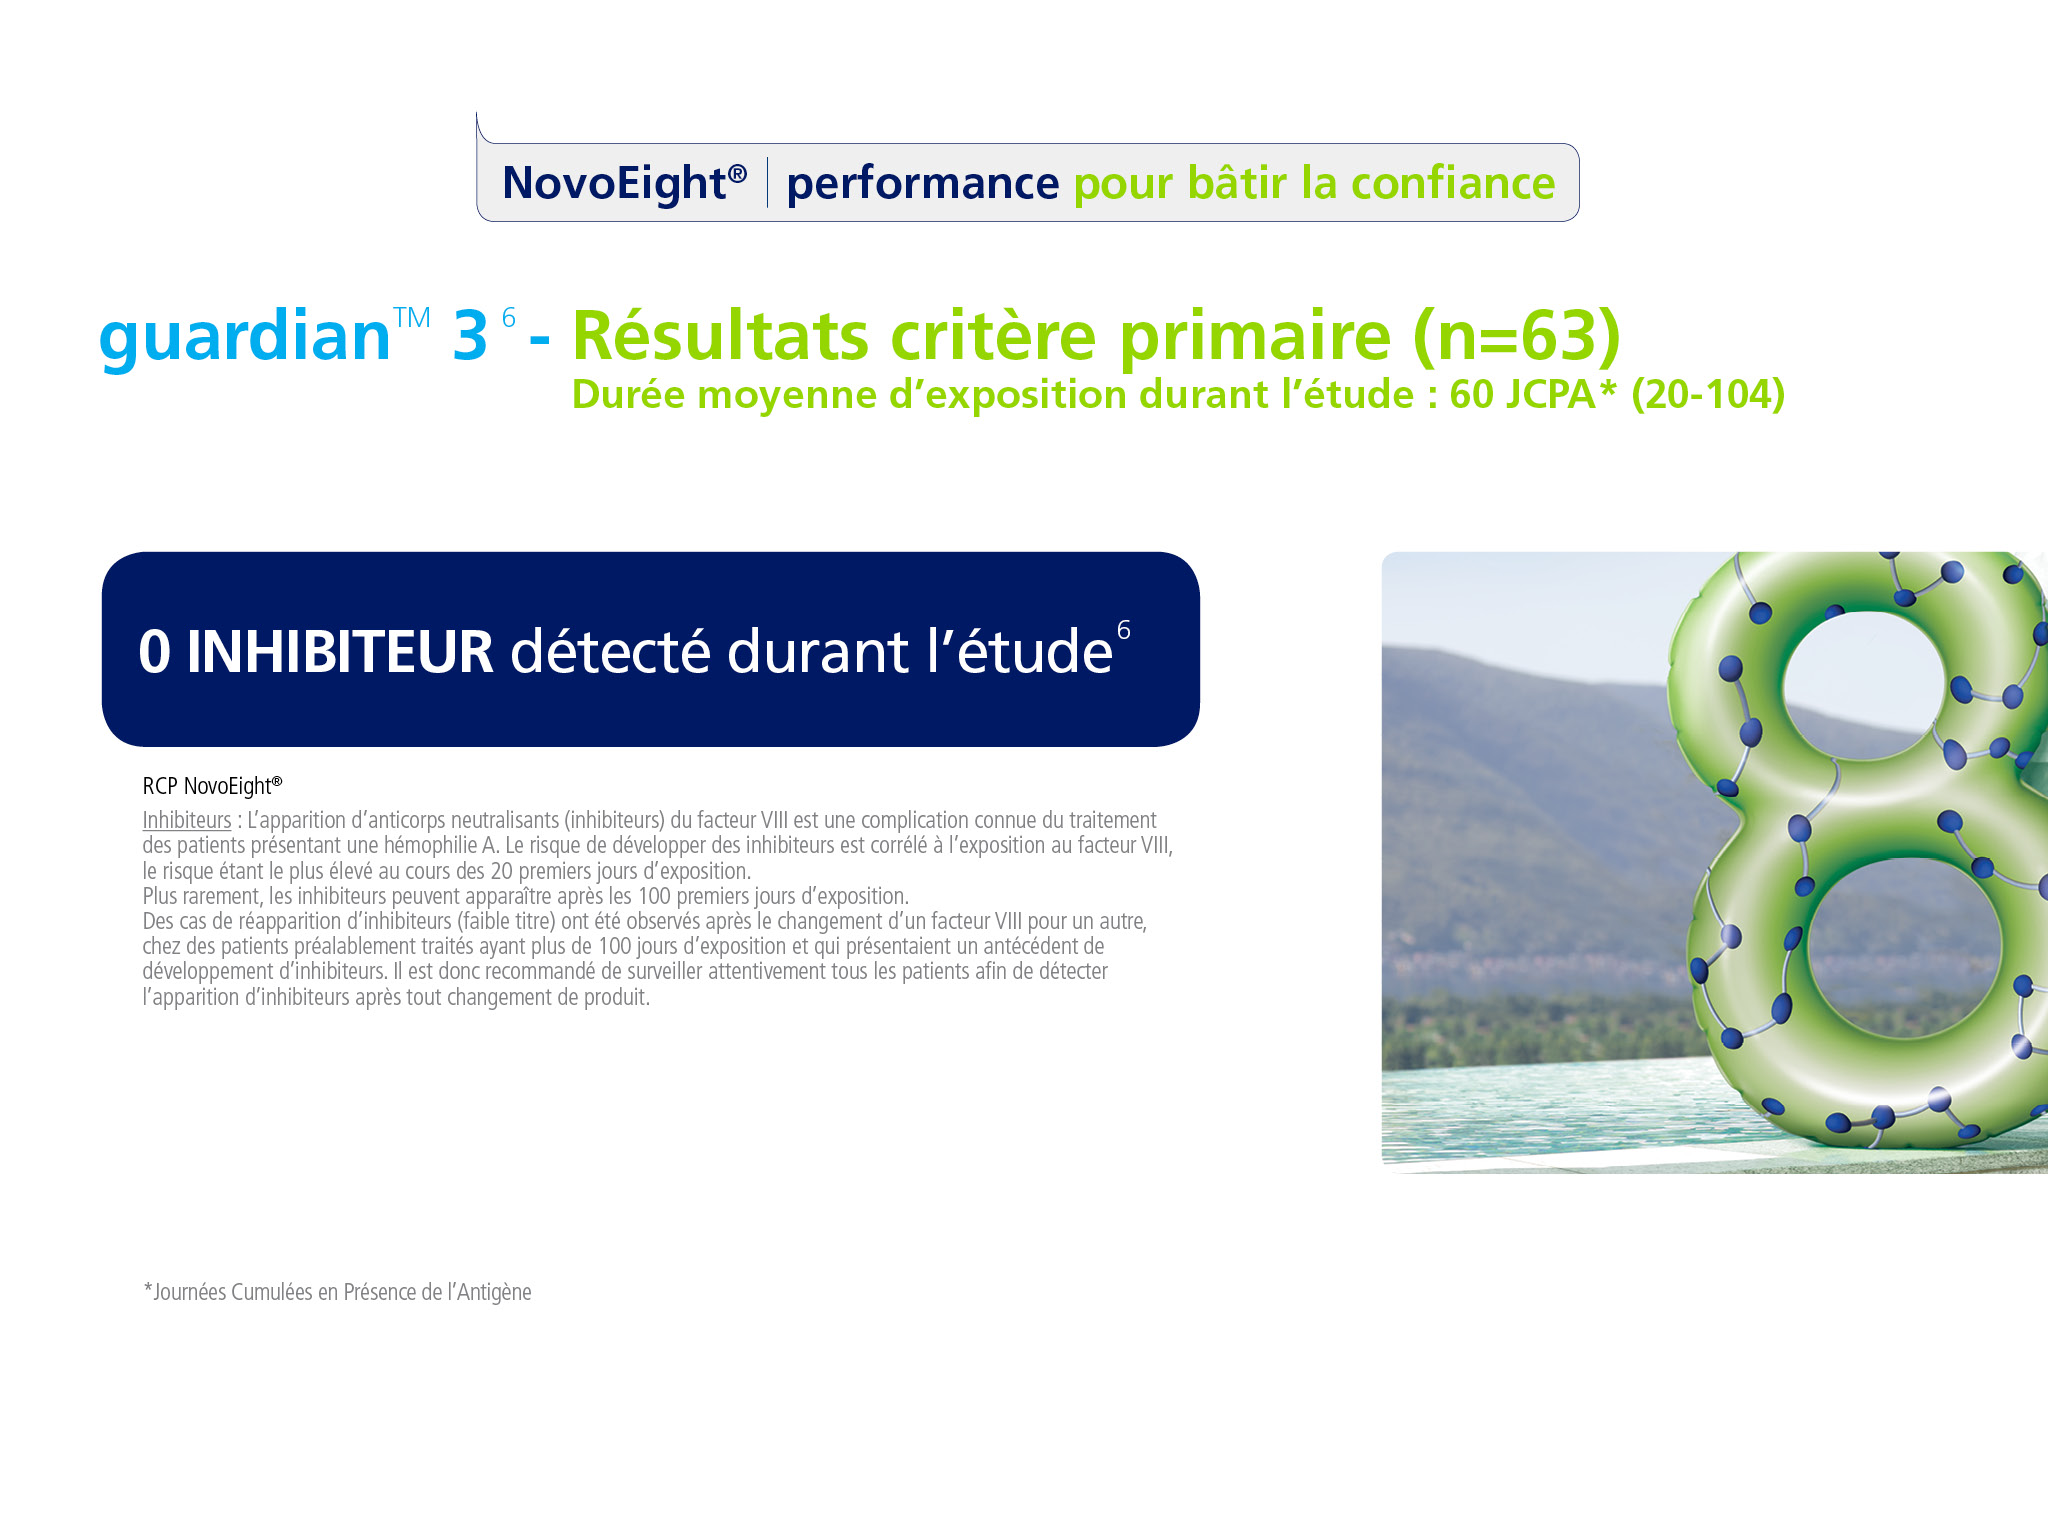 NovoEight® | performance pour bâtir la confiance
guardian™ 3 6 - Résultats critère primaire (n=63)
Durée moyenne d’exposition durant l’étude : 60 JCPA* (20-104)
0 INHIBITEUR détecté durant l’étude6
RCP NovoEight®
Inhibiteurs : L’apparition d’anticorps neutralisants (inhibiteurs) du facteur VIII est une complication connue du traitement
des patients présentant une hémophilie A. Le risque de développer des inhibiteurs est corrélé à l’exposition au facteur VIII,
le risque étant le plus élevé au cours des 20 premiers jours d’exposition.
Plus rarement, les inhibiteurs peuvent apparaître après les 100 premiers jours d’exposition.
Des cas de réapparition d’inhibiteurs (faible titre) ont été observés après le changement d’un facteur VIII pour un autre,
chez des patients préalablement traités ayant plus de 100 jours d’exposition et qui présentaient un antécédent de
développement d’inhibiteurs. Il est donc recommandé de surveiller attentivement tous les patients afin de détecter
l’apparition d’inhibiteurs après tout changement de produit.
*Journées Cumulées en Présence de l’Antigène